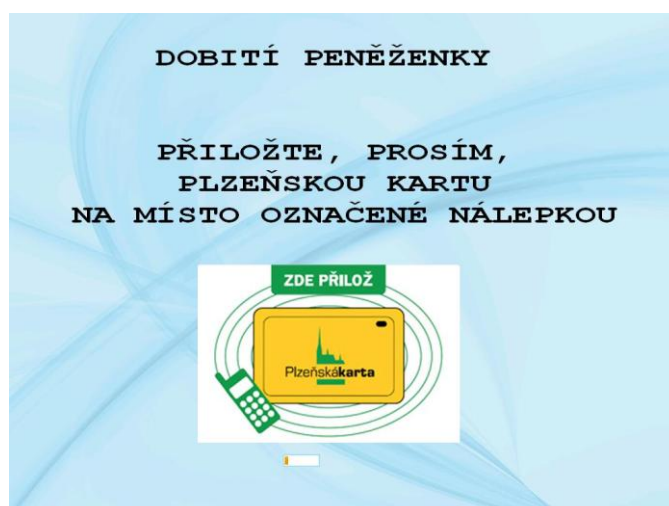 DOBITÍ PENĚŽENKY
PŘILOŽTE, PROSÍM,
PLZEŇSKOU KARTU
NA MÍSTO OZNAČENÉ NÁLEPKOU
ZDE PŘILOŽ
Plzeňskákarta